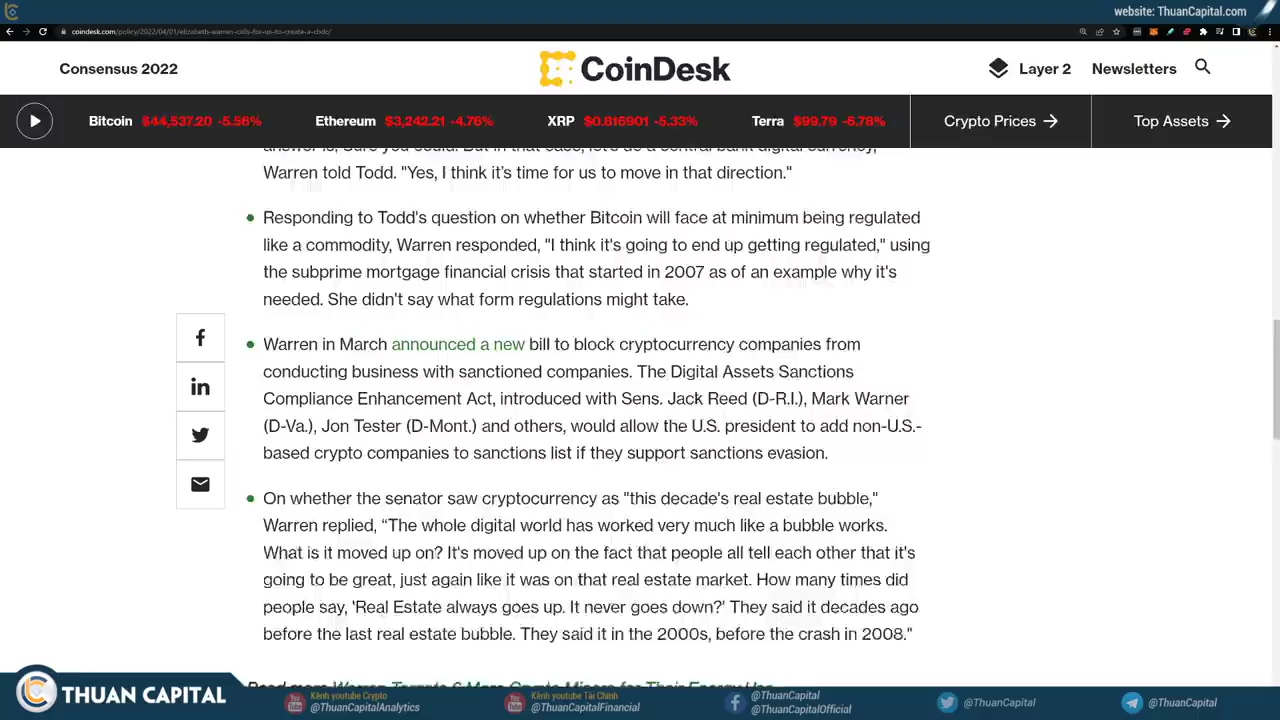 website: ThuanCapital.com
coindesk.com/policy/2022/04/01/elizabeth-warren-calls-for-us-to-create-a-cbdc/
Consensus 2022
CoinDesk
Layer 2
Newsletters
Bitcoin $44,537.20 -5.56%
Ethereum $3,242.21 -4.76%
XRP $0.816901 -5.33%
Terra $99.79 -6.78%
Crypto Prices →
Top Assets →
answer is, Sure you could. But in that case, let's do a central bank digital currency,"
Warren told Todd. "Yes, I think it's time for us to move in that direction."
Responding to Todd's question on whether Bitcoin will face at minimum being regulated
like a commodity, Warren responded, "I think it's going to end up getting regulated," using
the subprime mortgage financial crisis that started in 2007 as of an example why it's
needed. She didn't say what form regulations might take.
Warren in March announced a new bill to block cryptocurrency companies from
conducting business with sanctioned companies. The Digital Assets Sanctions
Compliance Enhancement Act, introduced with Sens. Jack Reed (D-R.I.), Mark Warner
(D-Va.), Jon Tester (D-Mont.) and others, would allow the U.S. president to add non-U.S.-
based crypto companies to sanctions list if they support sanctions evasion.
On whether the senator saw cryptocurrency as "this decade's real estate bubble,"
Warren replied, “The whole digital world has worked very much like a bubble works.
What is it moved up on? It's moved up on the fact that people all tell each other that it's
going to be great, just again like it was on that real estate market. How many times did
people say, 'Real Estate always goes up. It never goes down?' They said it decades ago
before the last real estate bubble. They said it in the 2000s, before the crash in 2008."
THUAN CAPITAL
Kênh youtube Crypto
@ThuanCapitalAnalytics
Kênh youtube Tài Chính
@ThuanCapitalFinancial
@ThuanCapital
@ThuanCapitalOfficial
@ThuanCapital
@ThuanCapital